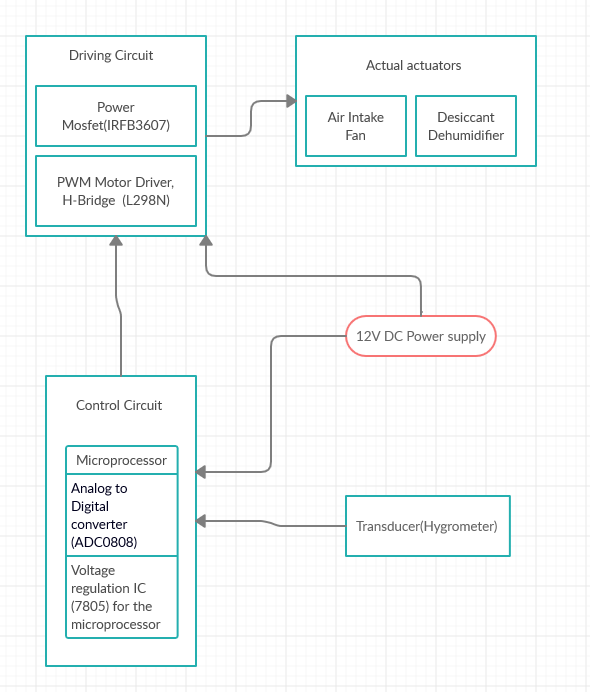 Driving Circuit
Power
Mosfet(IRFB3607)
PWM Motor Driver,
H-Bridge (L298N)
Actual actuators
Air Intake
Fan
Desiccant
Dehumidifier
12V DC Power supply
Control Circuit
Microprocessor
Analog to
Digital
converter
(ADC0808)
Voltage
regulation IC
(7805) for the
microprocessor
Transducer(Hygrometer)